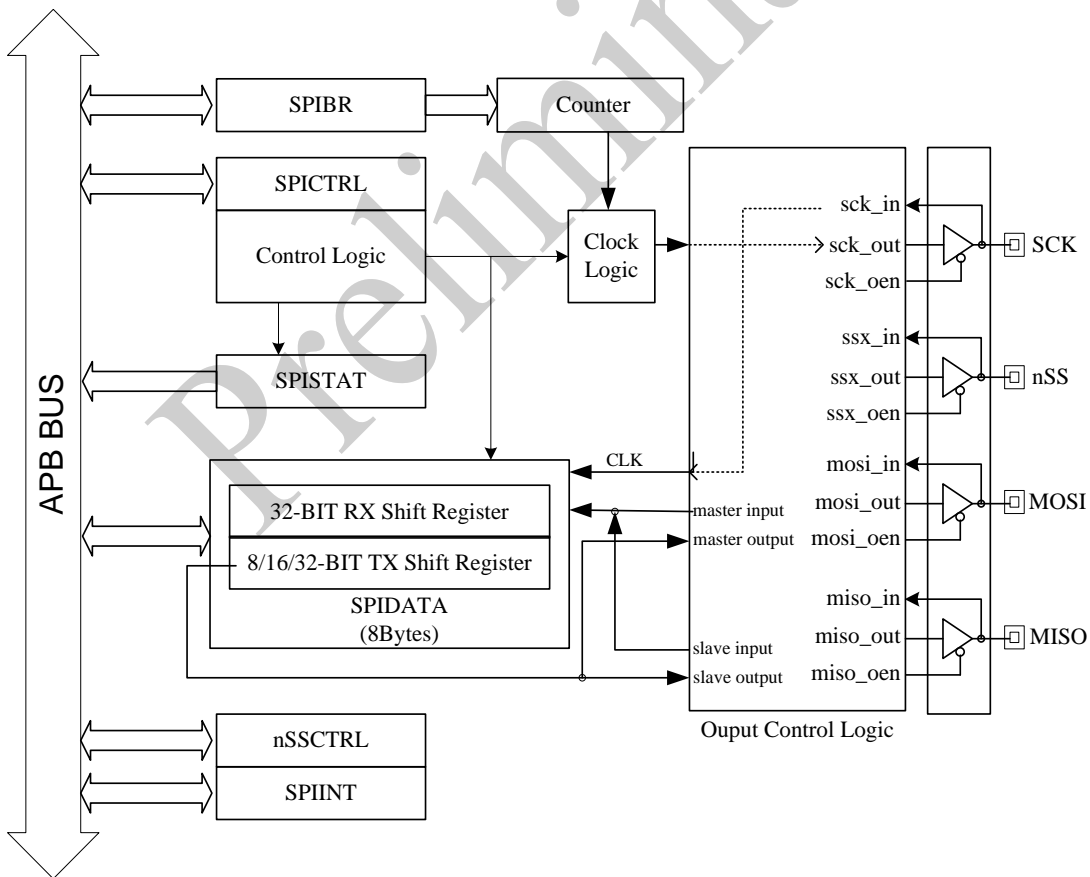 Prelimin
APB BUS
SPIBR
Counter
SPICTRL
Control Logic
Clock
Logic
SPISTAT
CLK
32-BIT RX Shift Register
8/16/32-BIT TX Shift Register
SPIDATA
(8Bytes)
nSSCTRL
SPIINT
sck_in
sck_out
sck_oen
ssx_in
ssx_out
ssx_oen
mosi_in
master input
mosi_out
master output
mosi_oen
miso_in
miso_out
slave input
slave output
miso_oen
Ouput Control Logic
SCK
nSS
MOSI
MISO